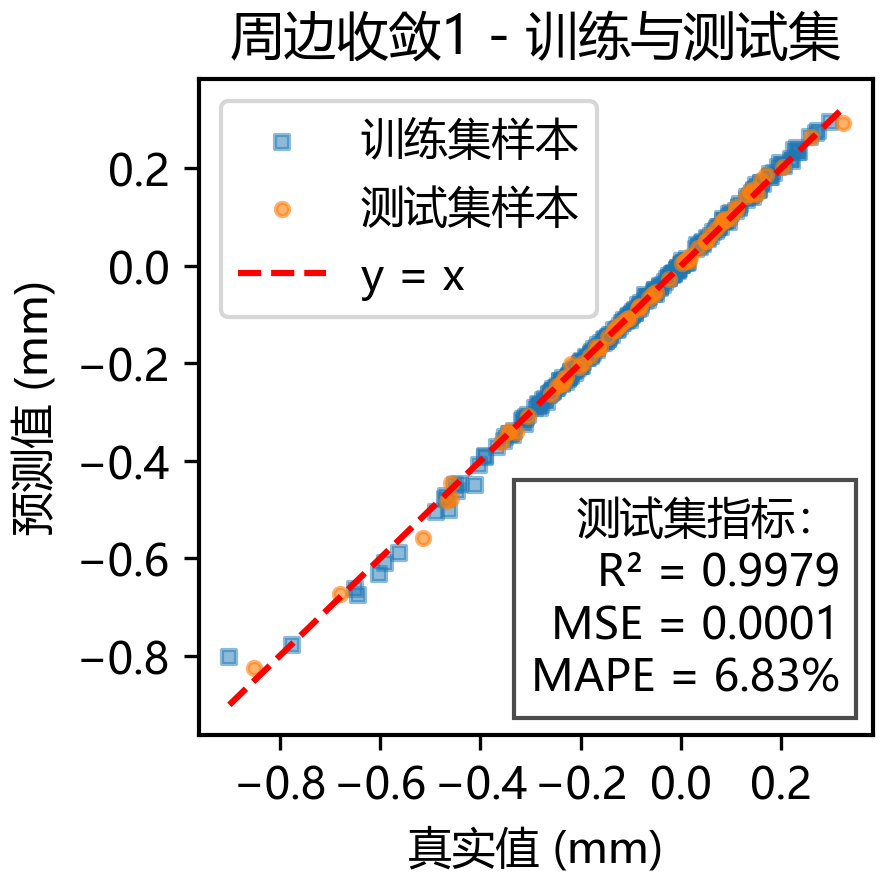 周边收敛1 - 训练与测试集
训练集样本
测试集样本
y = x
预测值 (mm)
0.2
0.0
−0.2
−0.4
−0.6
−0.8
测试集指标：
R² = 0.9979
MSE = 0.0001
MAPE = 6.83%
−0.8 −0.6 −0.4 −0.2 0.0 0.2
真实值 (mm)